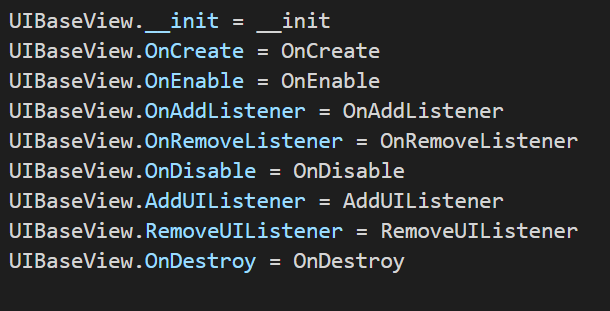 UIBaseView.__init = __init
UIBaseView.OnCreate = OnCreate
UIBaseView.OnEnable = OnEnable
UIBaseView.OnAddListener = OnAddListener
UIBaseView.OnRemoveListener = OnRemoveListener
UIBaseView.OnDisable = OnDisable
UIBaseView.AddUIListener = AddUIListener
UIBaseView.RemoveUIListener = RemoveUIListener
UIBaseView.OnDestroy = OnDestroy